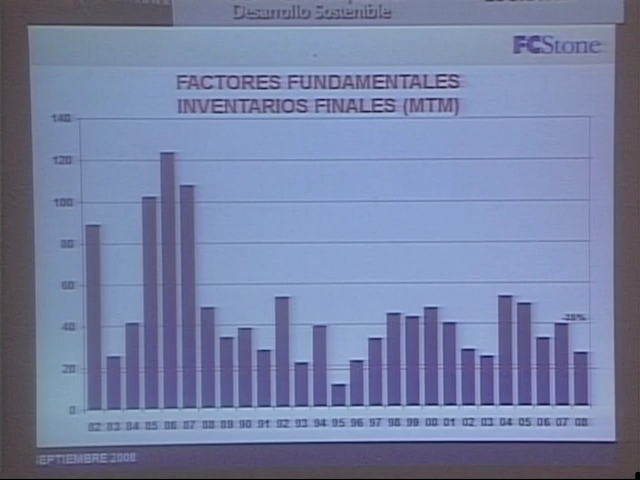 Desarrollo Sostenible
FCStone
FACTORES FUNDAMENTALES
INVENTARIOS FINALES (MTM)
140
120
100
80
60
40
20
0
82 83 84 85 86 87 88 89 90 91 92 93 94 95 96 97 98 99 00 01 02 03 04 05 06 07 08
SEPTIEMBRE 2008